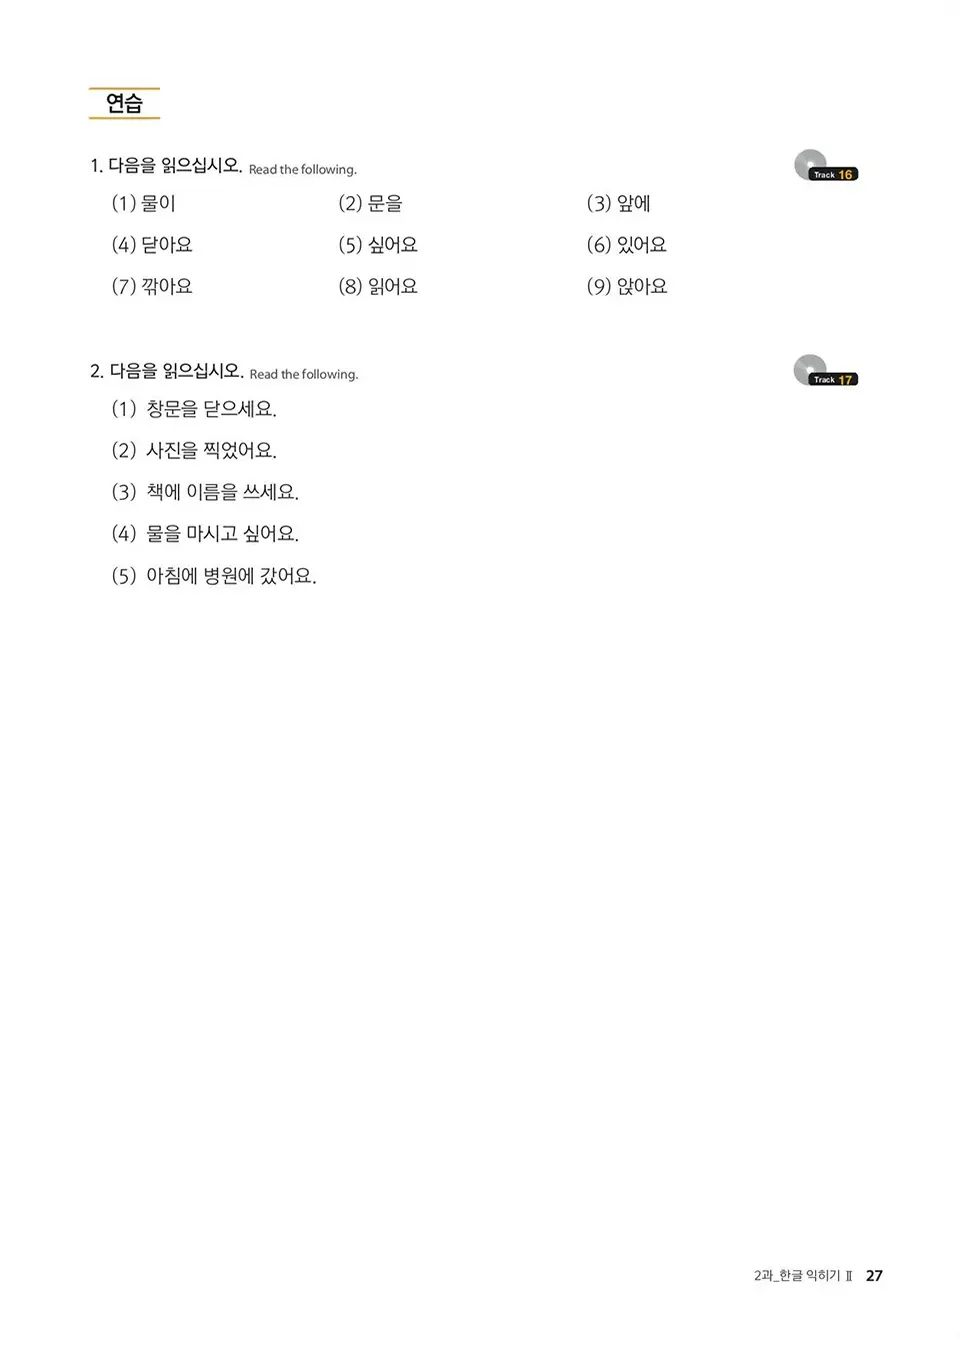 연습
1. 다음을 읽으십시오. Read the following. Track 16
(1) 물이 (2) 문을 (3) 앞에
(4) 닫아요 (5) 싶어요 (6) 있어요
(7) 깎아요 (8) 읽어요 (9) 앉아요
2. 다음을 읽으십시오. Read the following. Track 17
(1) 창문을 닫으세요.
(2) 사진을 찍었어요.
(3) 책에 이름을 쓰세요.
(4) 물을 마시고 싶어요.
(5) 아침에 병원에 갔어요.
2과_한글 익히기 Ⅱ 27